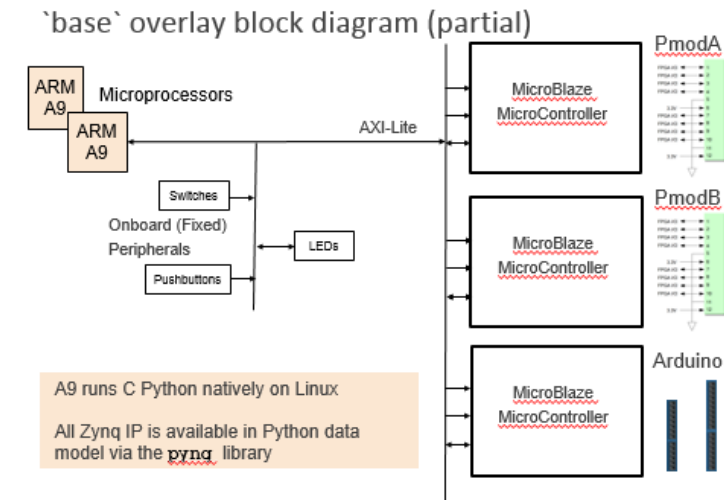 `base` overlay block diagram (partial)
ARM
A9
ARM
A9
Microprocessors
AXI-Lite
Switches
Onboard (Fixed)
Peripherals
LEDs
Pushbuttons
MicroBlaze
MicroController
PmodA
MicroBlaze
MicroController
PmodB
MicroBlaze
MicroController
Arduino
A9 runs C Python natively on Linux
All Zynq IP is available in Python data
model via the pynq library